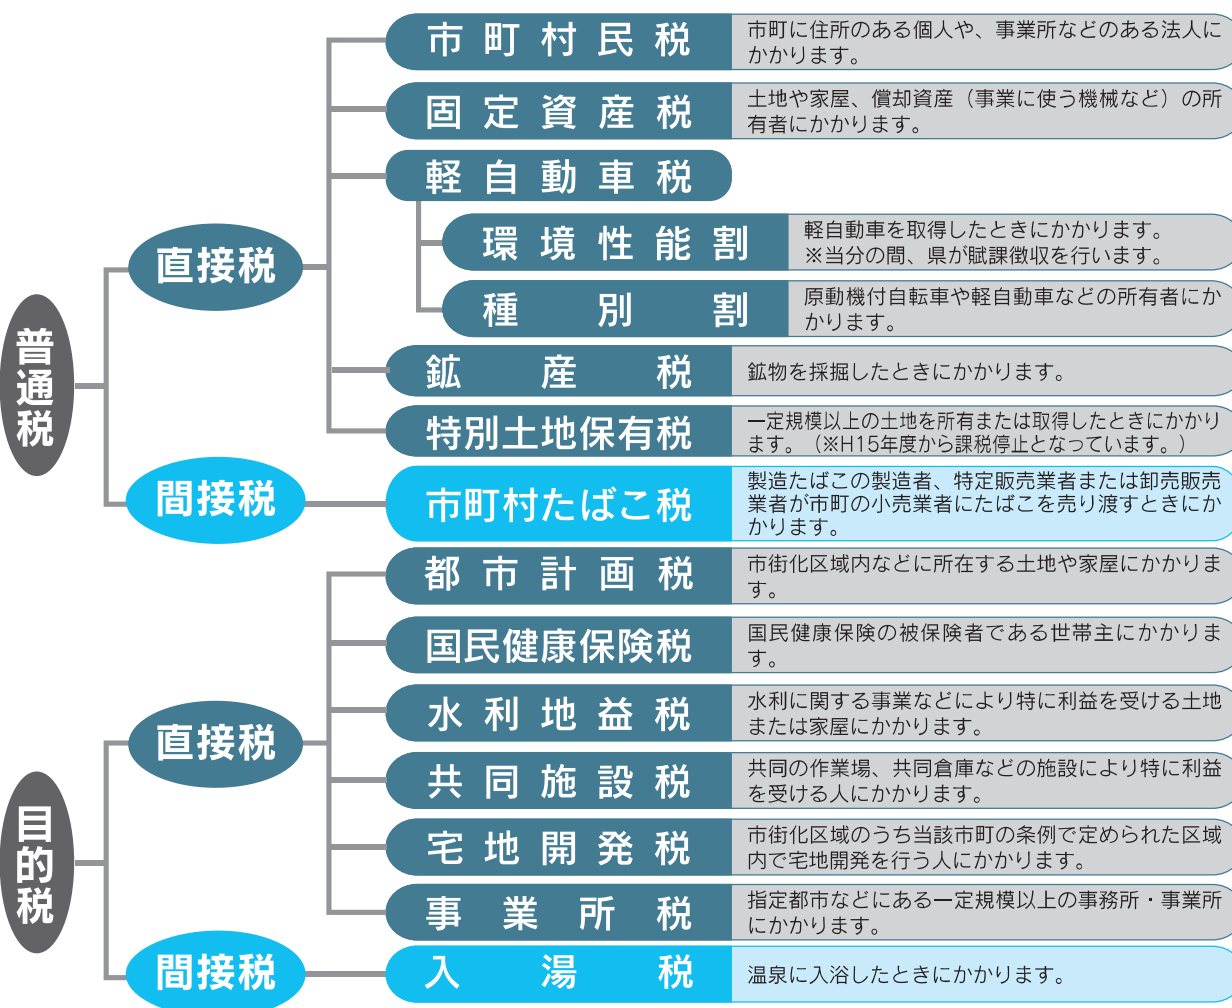 普通税
直接税
市町村民税
市町に住所のある個人や、事業所などのある法人に
かかります。
固定資産税
土地や家屋、償却資産（事業に使う機械など）の所
有者にかかります。
軽自動車税
環境性能割
軽自動車を取得したときにかかります。
※当分の間、県が賦課徴収を行います。
種別割
原動機付自転車や軽自動車などの所有者にか
かります。
鉱産税
鉱物を採掘したときにかかります。
特別土地保有税
一定規模以上の土地を所有または取得したときにかかり
ます。（※H15年度から課税停止となっています。）
間接税
市町村たばこ税
製造たばこの製造者、特定販売業者または卸売販売
業者が市町の小売業者にたばこを売り渡すときにか
かります。
目的税
直接税
都市計画税
市街化区域内などに所在する土地や家屋にかかりま
す。
国民健康保険税
国民健康保険の被保険者である世帯主にかかりま
す。
水利地益税
水利に関する事業などにより特に利益を受ける土地
または家屋にかかります。
共同施設税
共同の作業場、共同倉庫などの施設により特に利益
を受ける人にかかります。
宅地開発税
市街化区域のうち当該市町の条例で定められた区域
内で宅地開発を行う人にかかります。
事業所税
指定都市などにある一定規模以上の事務所・事業所
にかかります。
間接税
入湯税
温泉に入浴したときにかかります。